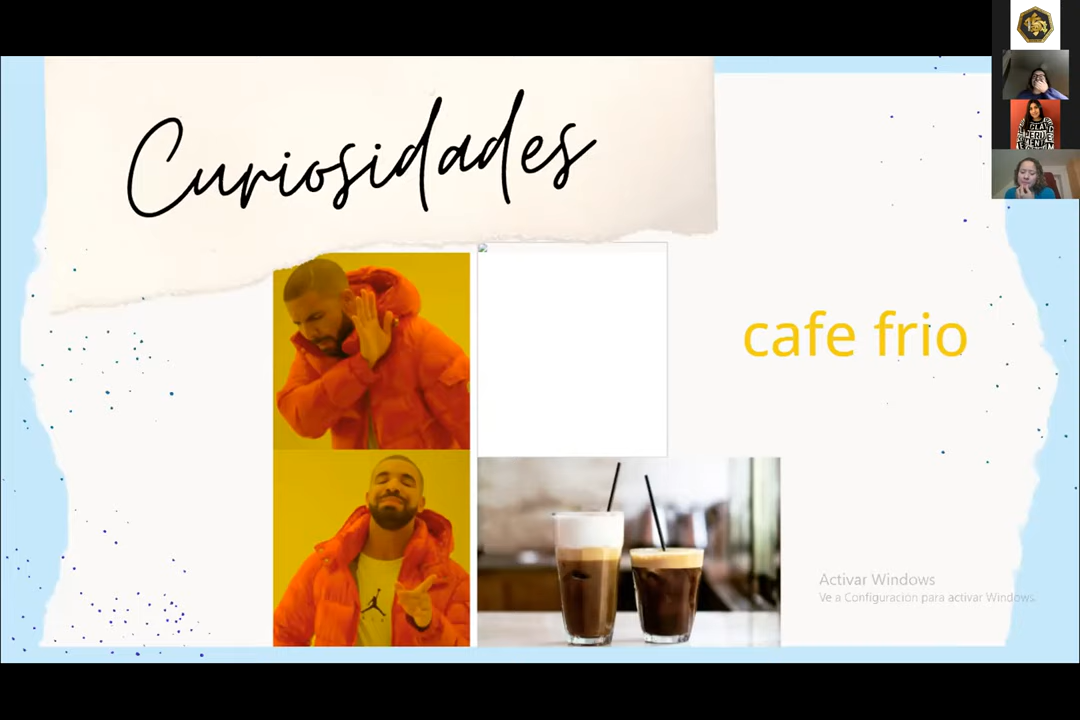 Curiosidades
cafe frio
Activar Windows
Ve a Configuración para activar Windows.